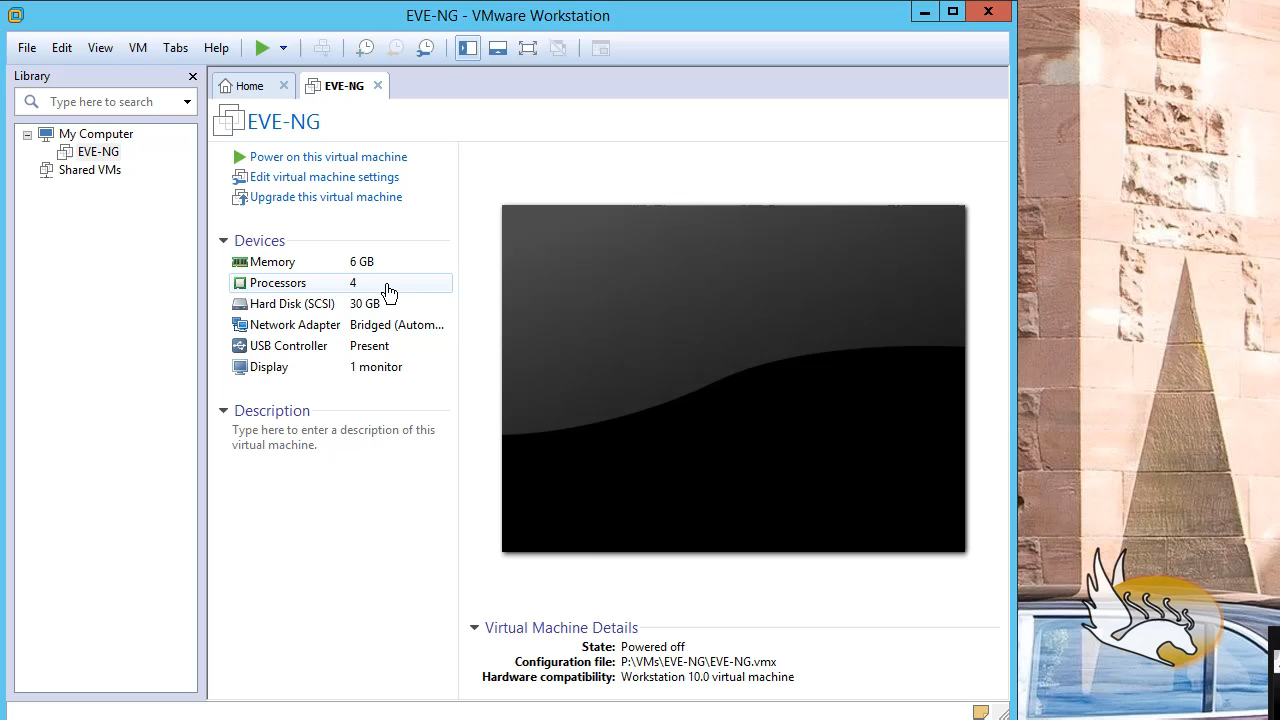 EVE-NG - VMware Workstation
File Edit View VM Tabs Help
Library
Type here to search
My Computer
EVE-NG
Shared VMs
Home
EVE-NG
EVE-NG
Power on this virtual machine
Edit virtual machine settings
Upgrade this virtual machine
Devices
Memory 6 GB
Processors 4
Hard Disk (SCSI) 30 GB
Network Adapter Bridged (Autom...
USB Controller Present
Display 1 monitor
Description
Type here to enter a description of this
virtual machine.
Virtual Machine Details
State: Powered off
Configuration file: P:\VMs\EVE-NG\EVE-NG.vmx
Hardware compatibility: Workstation 10.0 virtual machine